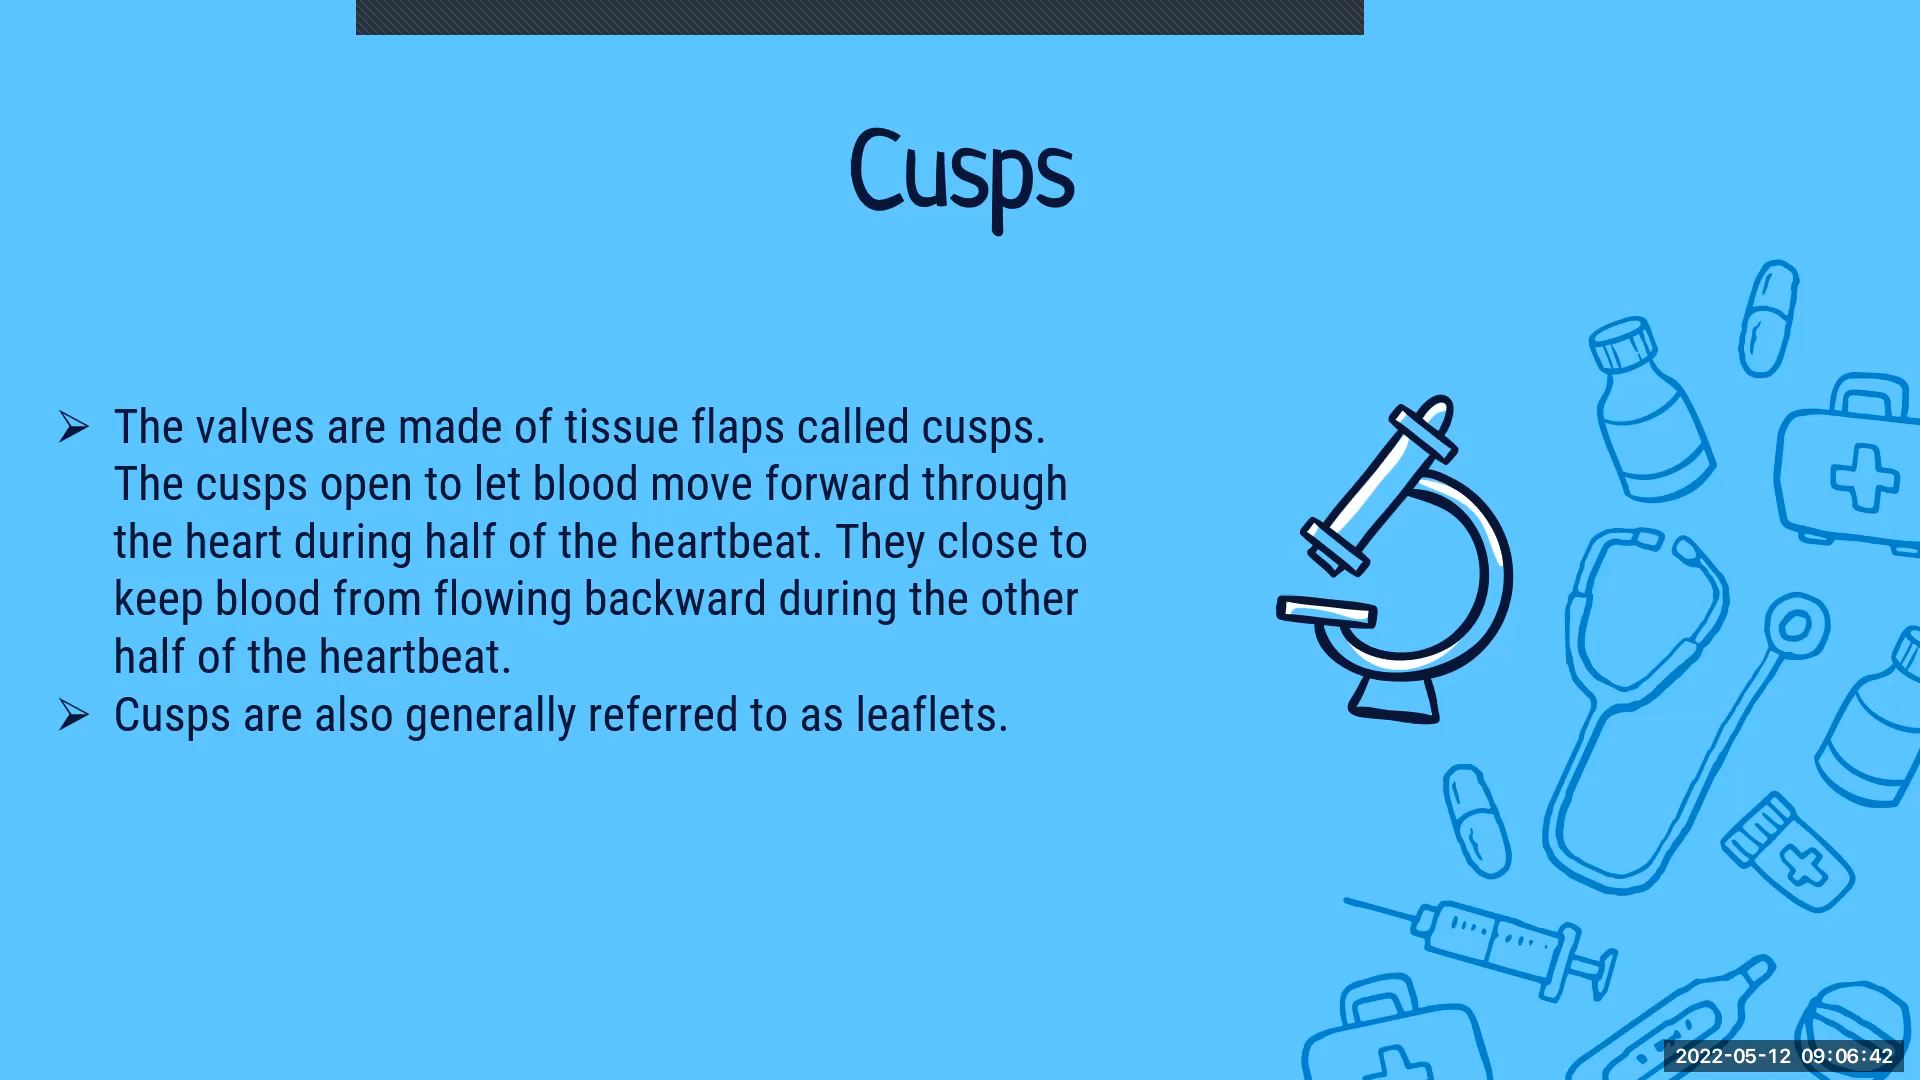 Cusps
➢ The valves are made of tissue flaps called cusps.
The cusps open to let blood move forward through
the heart during half of the heartbeat. They close to
keep blood from flowing backward during the other
half of the heartbeat.
➢ Cusps are also generally referred to as leaflets.
2022-05-12 09:06:42